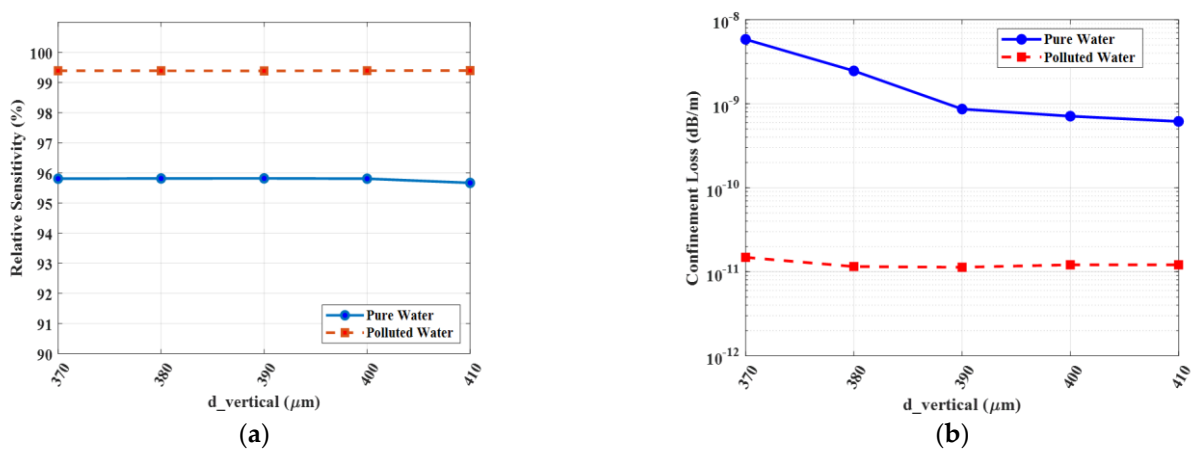 100
99
98
97
96
95
94
93
92
91
90
Relative Sensitivity (%)
Pure Water
Polluted Water
370
380
390
400
410
d_vertical (μm)
(a)
10⁻⁸
10⁻⁹
10⁻¹⁰
10⁻¹¹
10⁻¹²
Confinement Loss (dB/m)
Pure Water
Polluted Water
370
380
390
400
410
d_vertical (μm)
(b)